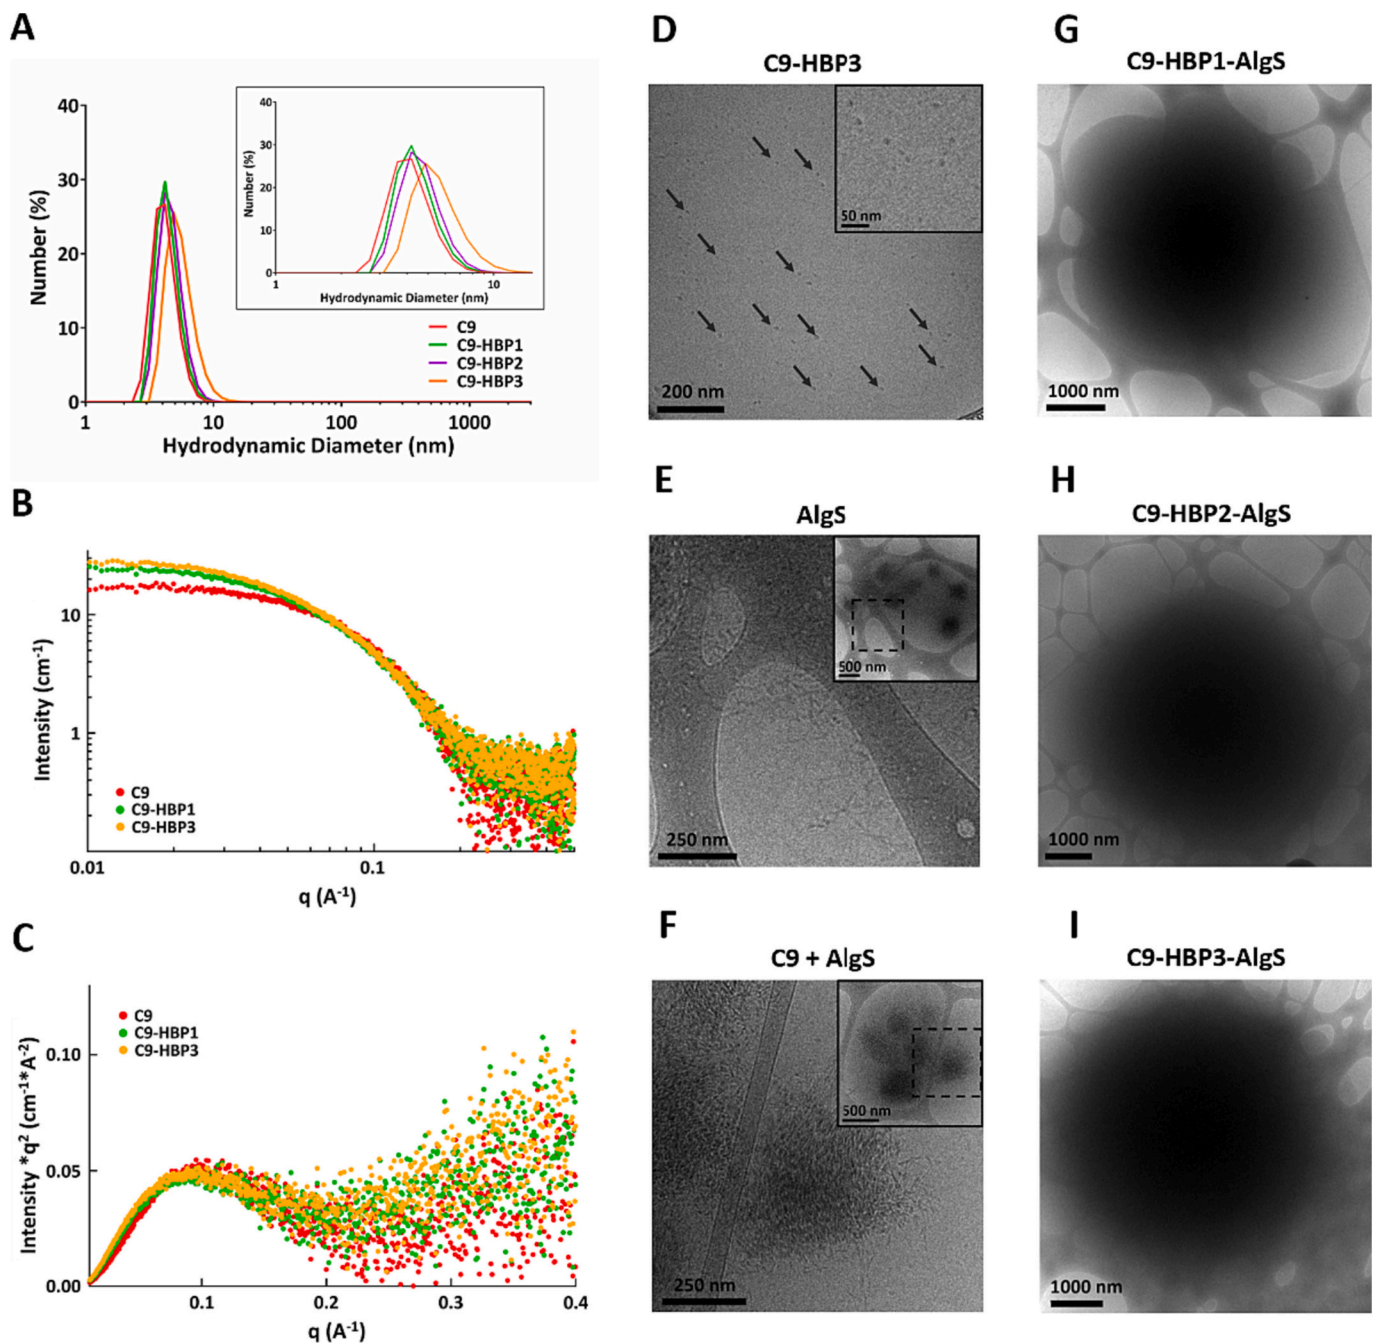 A
40
30
20
10
0
Number (%)
1
10
100
1000
Hydrodynamic Diameter (nm)
40
30
20
10
0
Number (%)
1
10
Hydrodynamic Diameter (nm)
C9
C9-HBP1
C9-HBP2
C9-HBP3
B
10
1
Intensity (cm⁻¹)
C9
C9-HBP1
C9-HBP3
0.01
0.1
q (A⁻¹)
C
C9
C9-HBP1
C9-HBP3
0.10
0.05
0.00
Intensity *q² (cm⁻¹*A⁻²)
0.1
0.2
0.3
0.4
q (A⁻¹)
D
C9-HBP3
50 nm
200 nm
E
AlgS
500 nm
250 nm
F
C9 + AlgS
500 nm
250 nm
G
C9-HBP1-AlgS
1000 nm
H
C9-HBP2-AlgS
1000 nm
I
C9-HBP3-AlgS
1000 nm